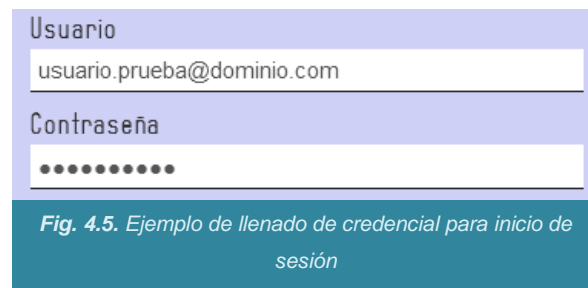 Usuario
usuario.prueba@dominio.com
Contraseña
••••••••••
Fig. 4.5. Ejemplo de llenado de credencial para inicio de
sesión